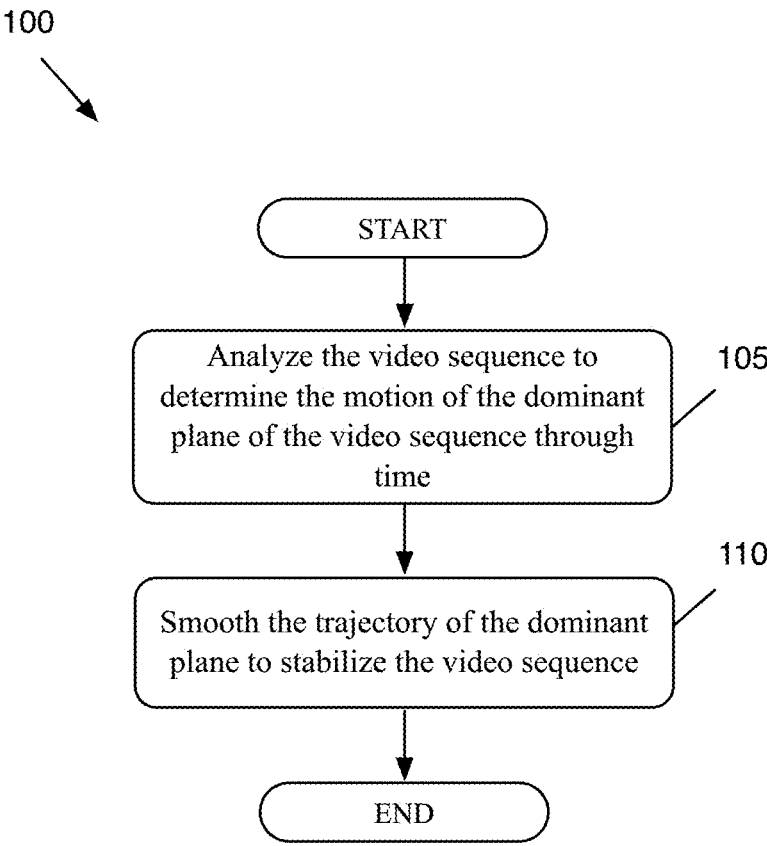 100
START
Analyze the video sequence to
determine the motion of the dominant
plane of the video sequence through
time
105
Smooth the trajectory of the dominant
plane to stabilize the video sequence
110
END